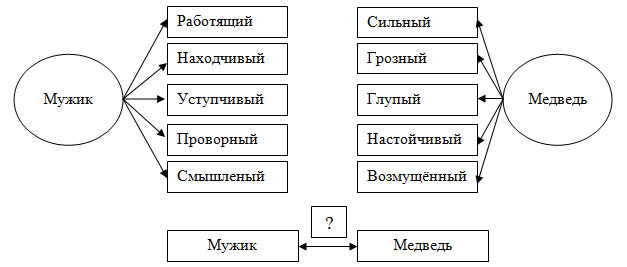 Мужик
Работящий
Находчивый
Уступчивый
Проворный
Смышленый
Сильный
Грозный
Глупый
Настойчивый
Возмущённый
Медведь
?
Мужик
Медведь